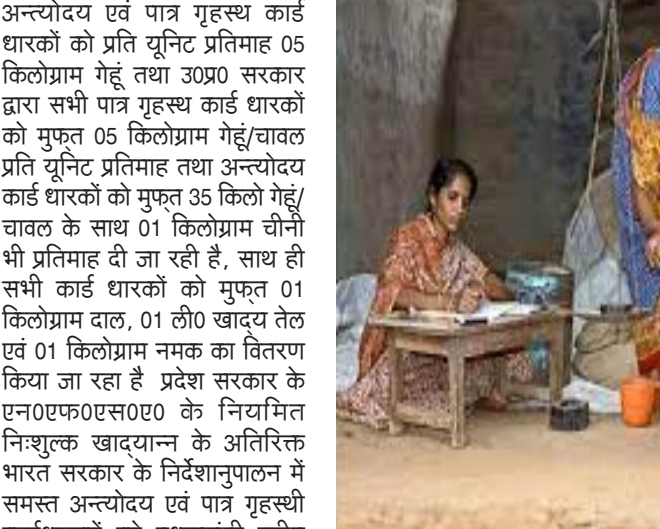 अन्त्योदय एवं पात्र गृहस्थ कार्ड
धारकों को प्रति यूनिट प्रतिमाह 05
किलोग्राम गेहूं तथा उ0प्र0 सरकार
द्वारा सभी पात्र गृहस्थ कार्ड धारकों
को मुफ्त 05 किलोग्राम गेहूं/चावल
प्रति यूनिट प्रतिमाह तथा अन्त्योदय
कार्ड धारकों को मुफ्त 35 किलो गेहूं/
चावल के साथ 01 किलोग्राम चीनी
भी प्रतिमाह दी जा रही है, साथ ही
सभी कार्ड धारकों को मुफ्त 01
किलोग्राम दाल, 01 ली0 खाद्य तेल
एवं 01 किलोग्राम नमक का वितरण
किया जा रहा है प्रदेश सरकार के
एन0एफ0एस0ए0 के नियमित
निःशुल्क खाद्यान्न के अतिरिक्त
भारत सरकार के निर्देशानुपालन में
समस्त अन्त्योदय एवं पात्र गृहस्थी